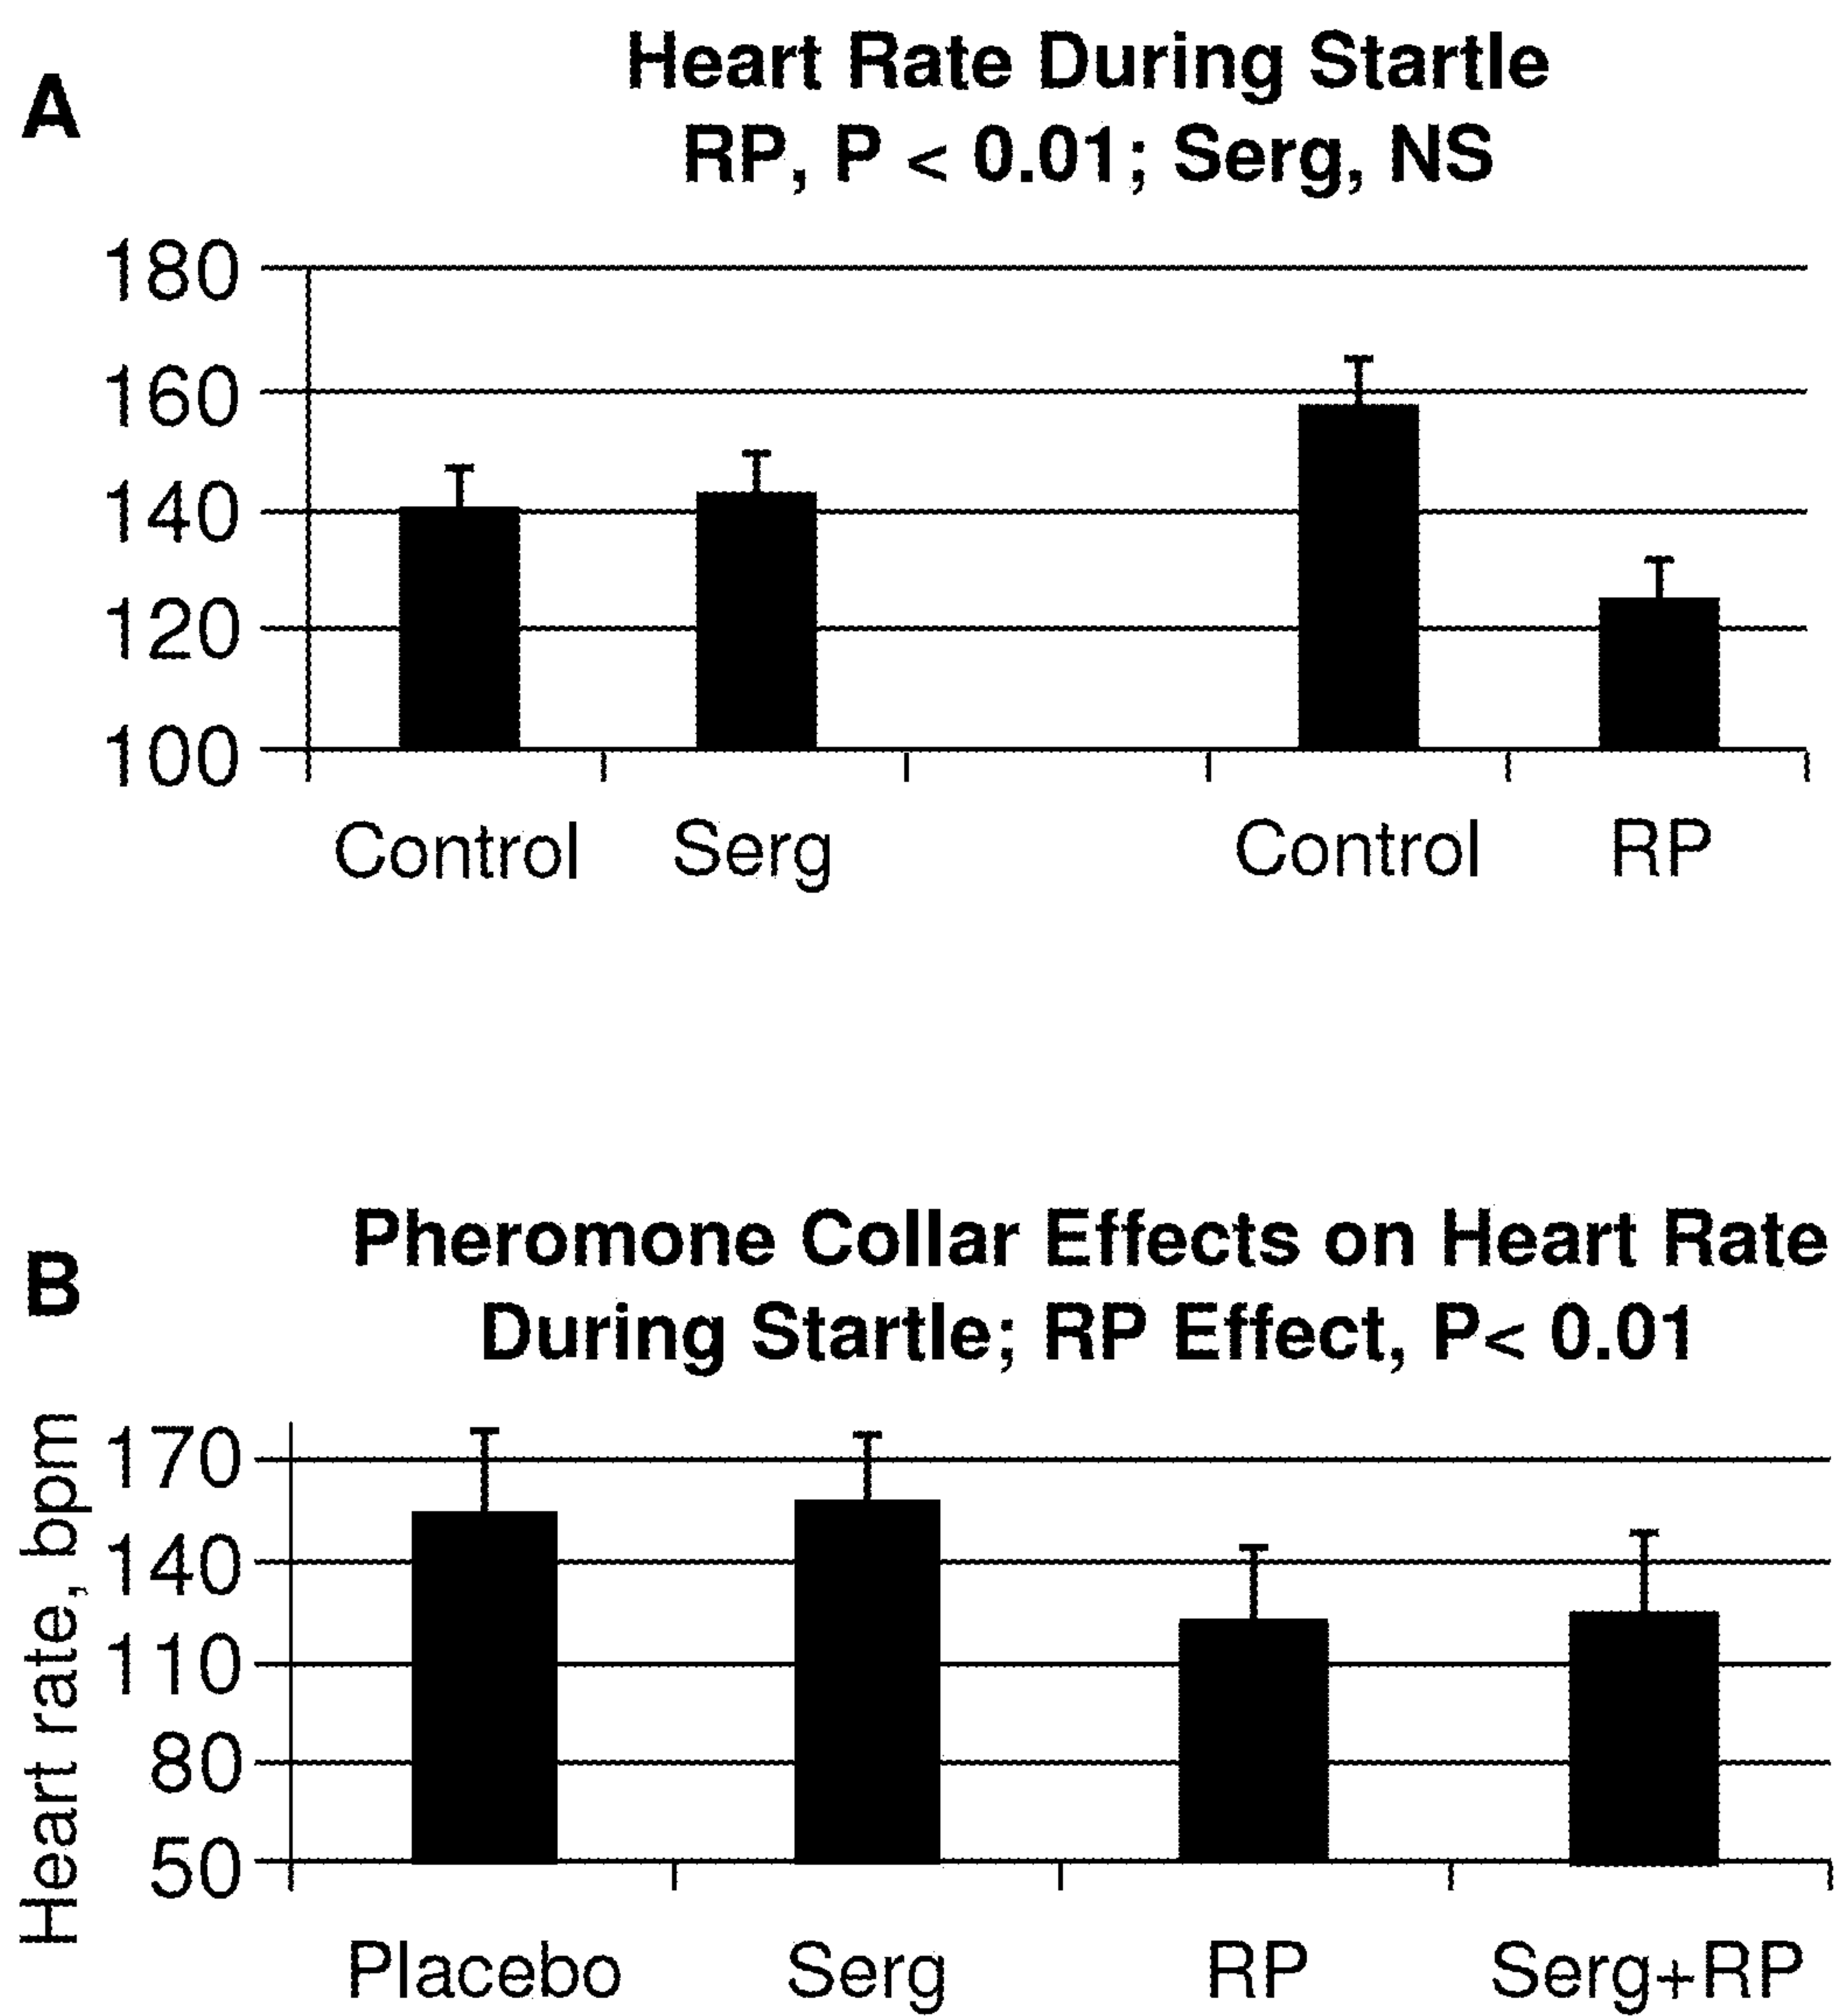 A
Heart Rate During Startle
RP, P < 0.01; Serg, NS
180
160
140
120
100
Control Serg Control RP
B
Pheromone Collar Effects on Heart Rate
During Startle; RP Effect, P< 0.01
Heart rate, bpm
170
140
110
80
50
Placebo Serg RP Serg+RP